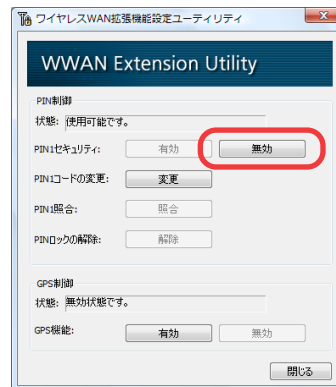 ワイヤレスWAN拡張機能設定ユーティリティ
WWAN Extension Utility
PIN制御
状態: 使用可能です。
PIN1セキュリティ: 有効 無効
PIN1コードの変更: 変更
PIN1照合: 照合
PINロックの解除: 解除
GPS制御
状態: 無効状態です。
GPS機能: 有効 無効
閉じる